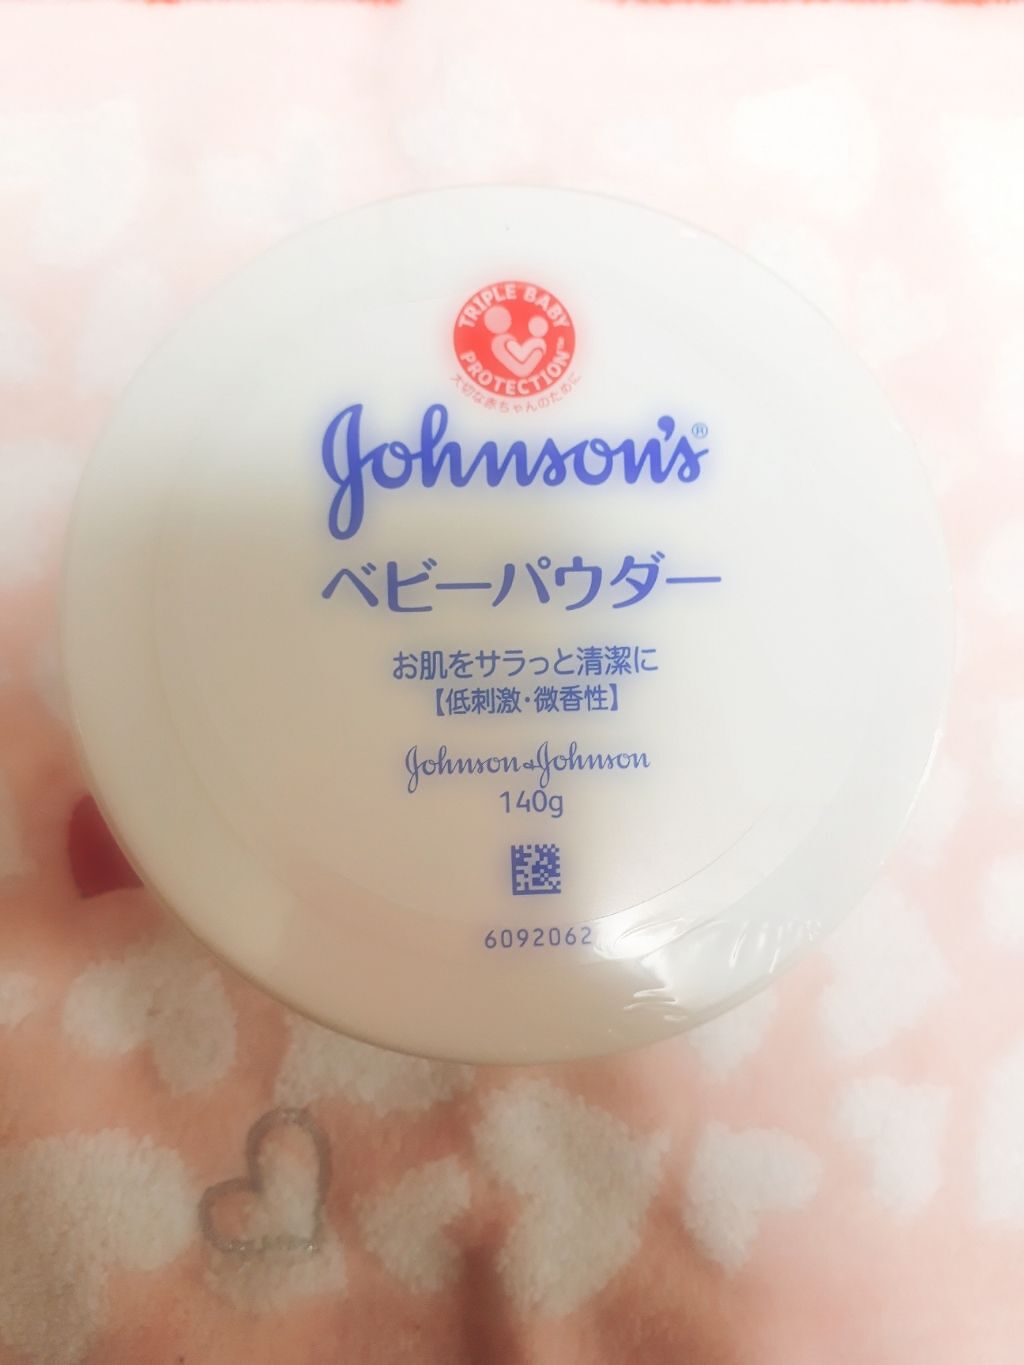 TRIPLE BABY
PROTECTION™
大切な赤ちゃんのために
Johnson's®
ベビーパウダー
お肌をサラっと清潔に
【低刺激・微香性】
Johnson&Johnson
140g
6092062